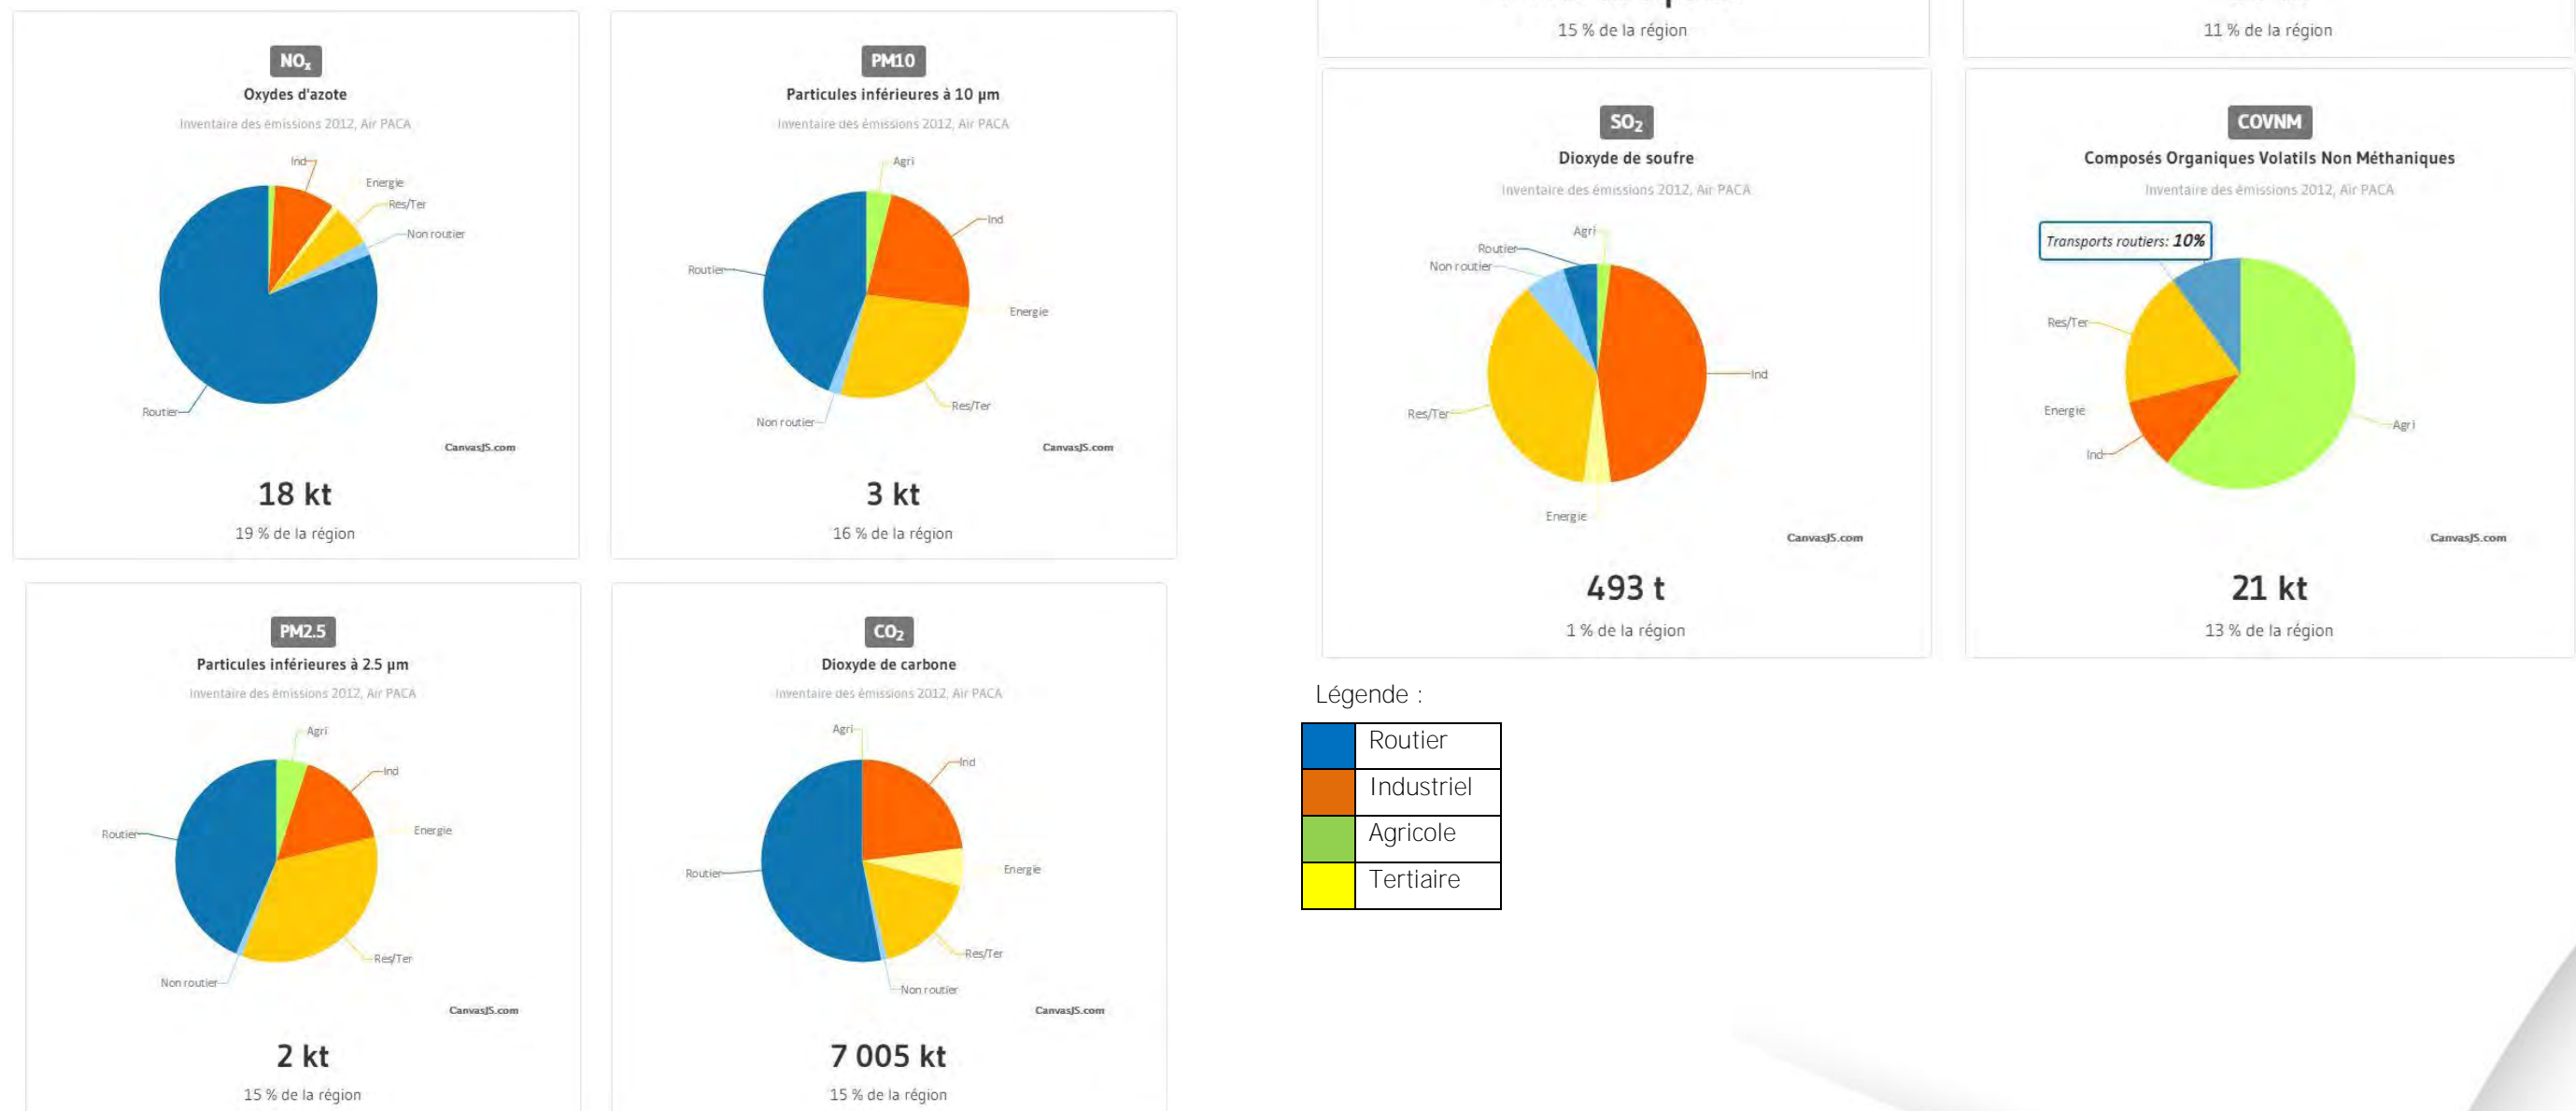 NOx
Oxydes d'azote
Inventaire des émissions 2012, Air PACA
Ind
Energie
Res/Ter
Non routier
Routier
CanvasJS.com
18 kt
19 % de la région
PM10
Particules inférieures à 10 µm
Inventaire des émissions 2012, Air PACA
Agri
Ind
Routier
Energie
Res/Ter
Non routier
CanvasJS.com
3 kt
16 % de la région
PM2.5
Particules inférieures à 2.5 µm
Inventaire des émissions 2012, Air PACA
Agri
Ind
Energie
Routier
Res/Ter
Non routier
CanvasJS.com
2 kt
15 % de la région
CO2
Dioxyde de carbone
Inventaire des émissions 2012, Air PACA
Agri
Ind
Energie
Routier
Res/Ter
Non routier
CanvasJS.com
7 005 kt
15 % de la région
15 % de la région
11 % de la région
SO2
Dioxyde de soufre
Inventaire des émissions 2012, Air PACA
Agri
Routier
Non routier
Ind
Res/Ter
Energie
CanvasJS.com
493 t
1 % de la région
COVNM
Composés Organiques Volatils Non Méthaniques
Inventaire des émissions 2012, Air PACA
Transports routiers: 10%
Res/Ter
Energie
Agri
Ind
CanvasJS.com
21 kt
13 % de la région
Légende :
Routier
Industriel
Agricole
Tertiaire